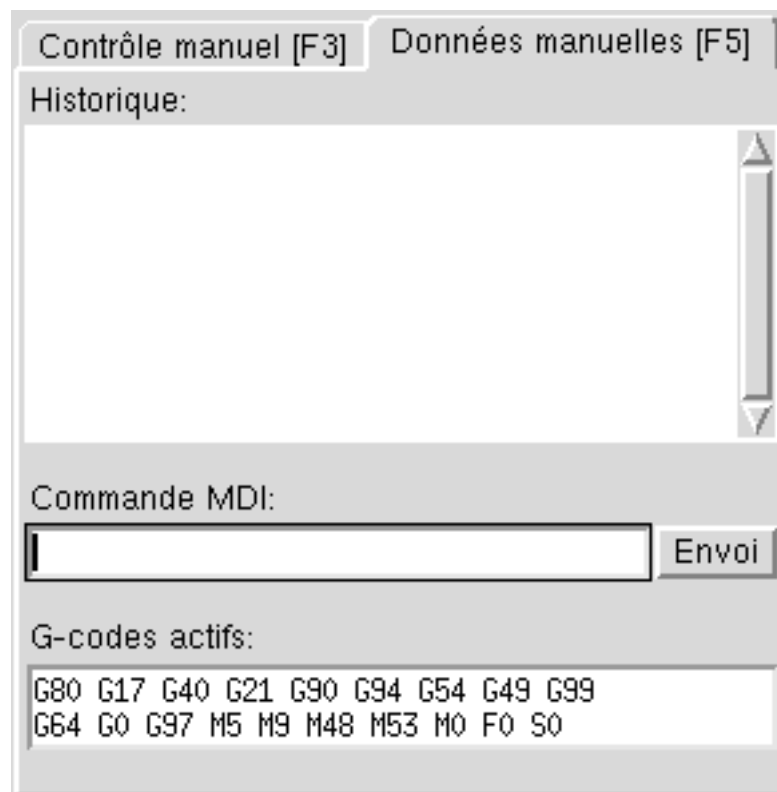 Contrôle manuel [F3] Données manuelles [F5]
Historique:
Commande MDI:
Envoi
G-codes actifs:
G80 G17 G40 G21 G90 G94 G54 G49 G99
G64 G0 G97 M5 M9 M48 M53 M0 F0 S0